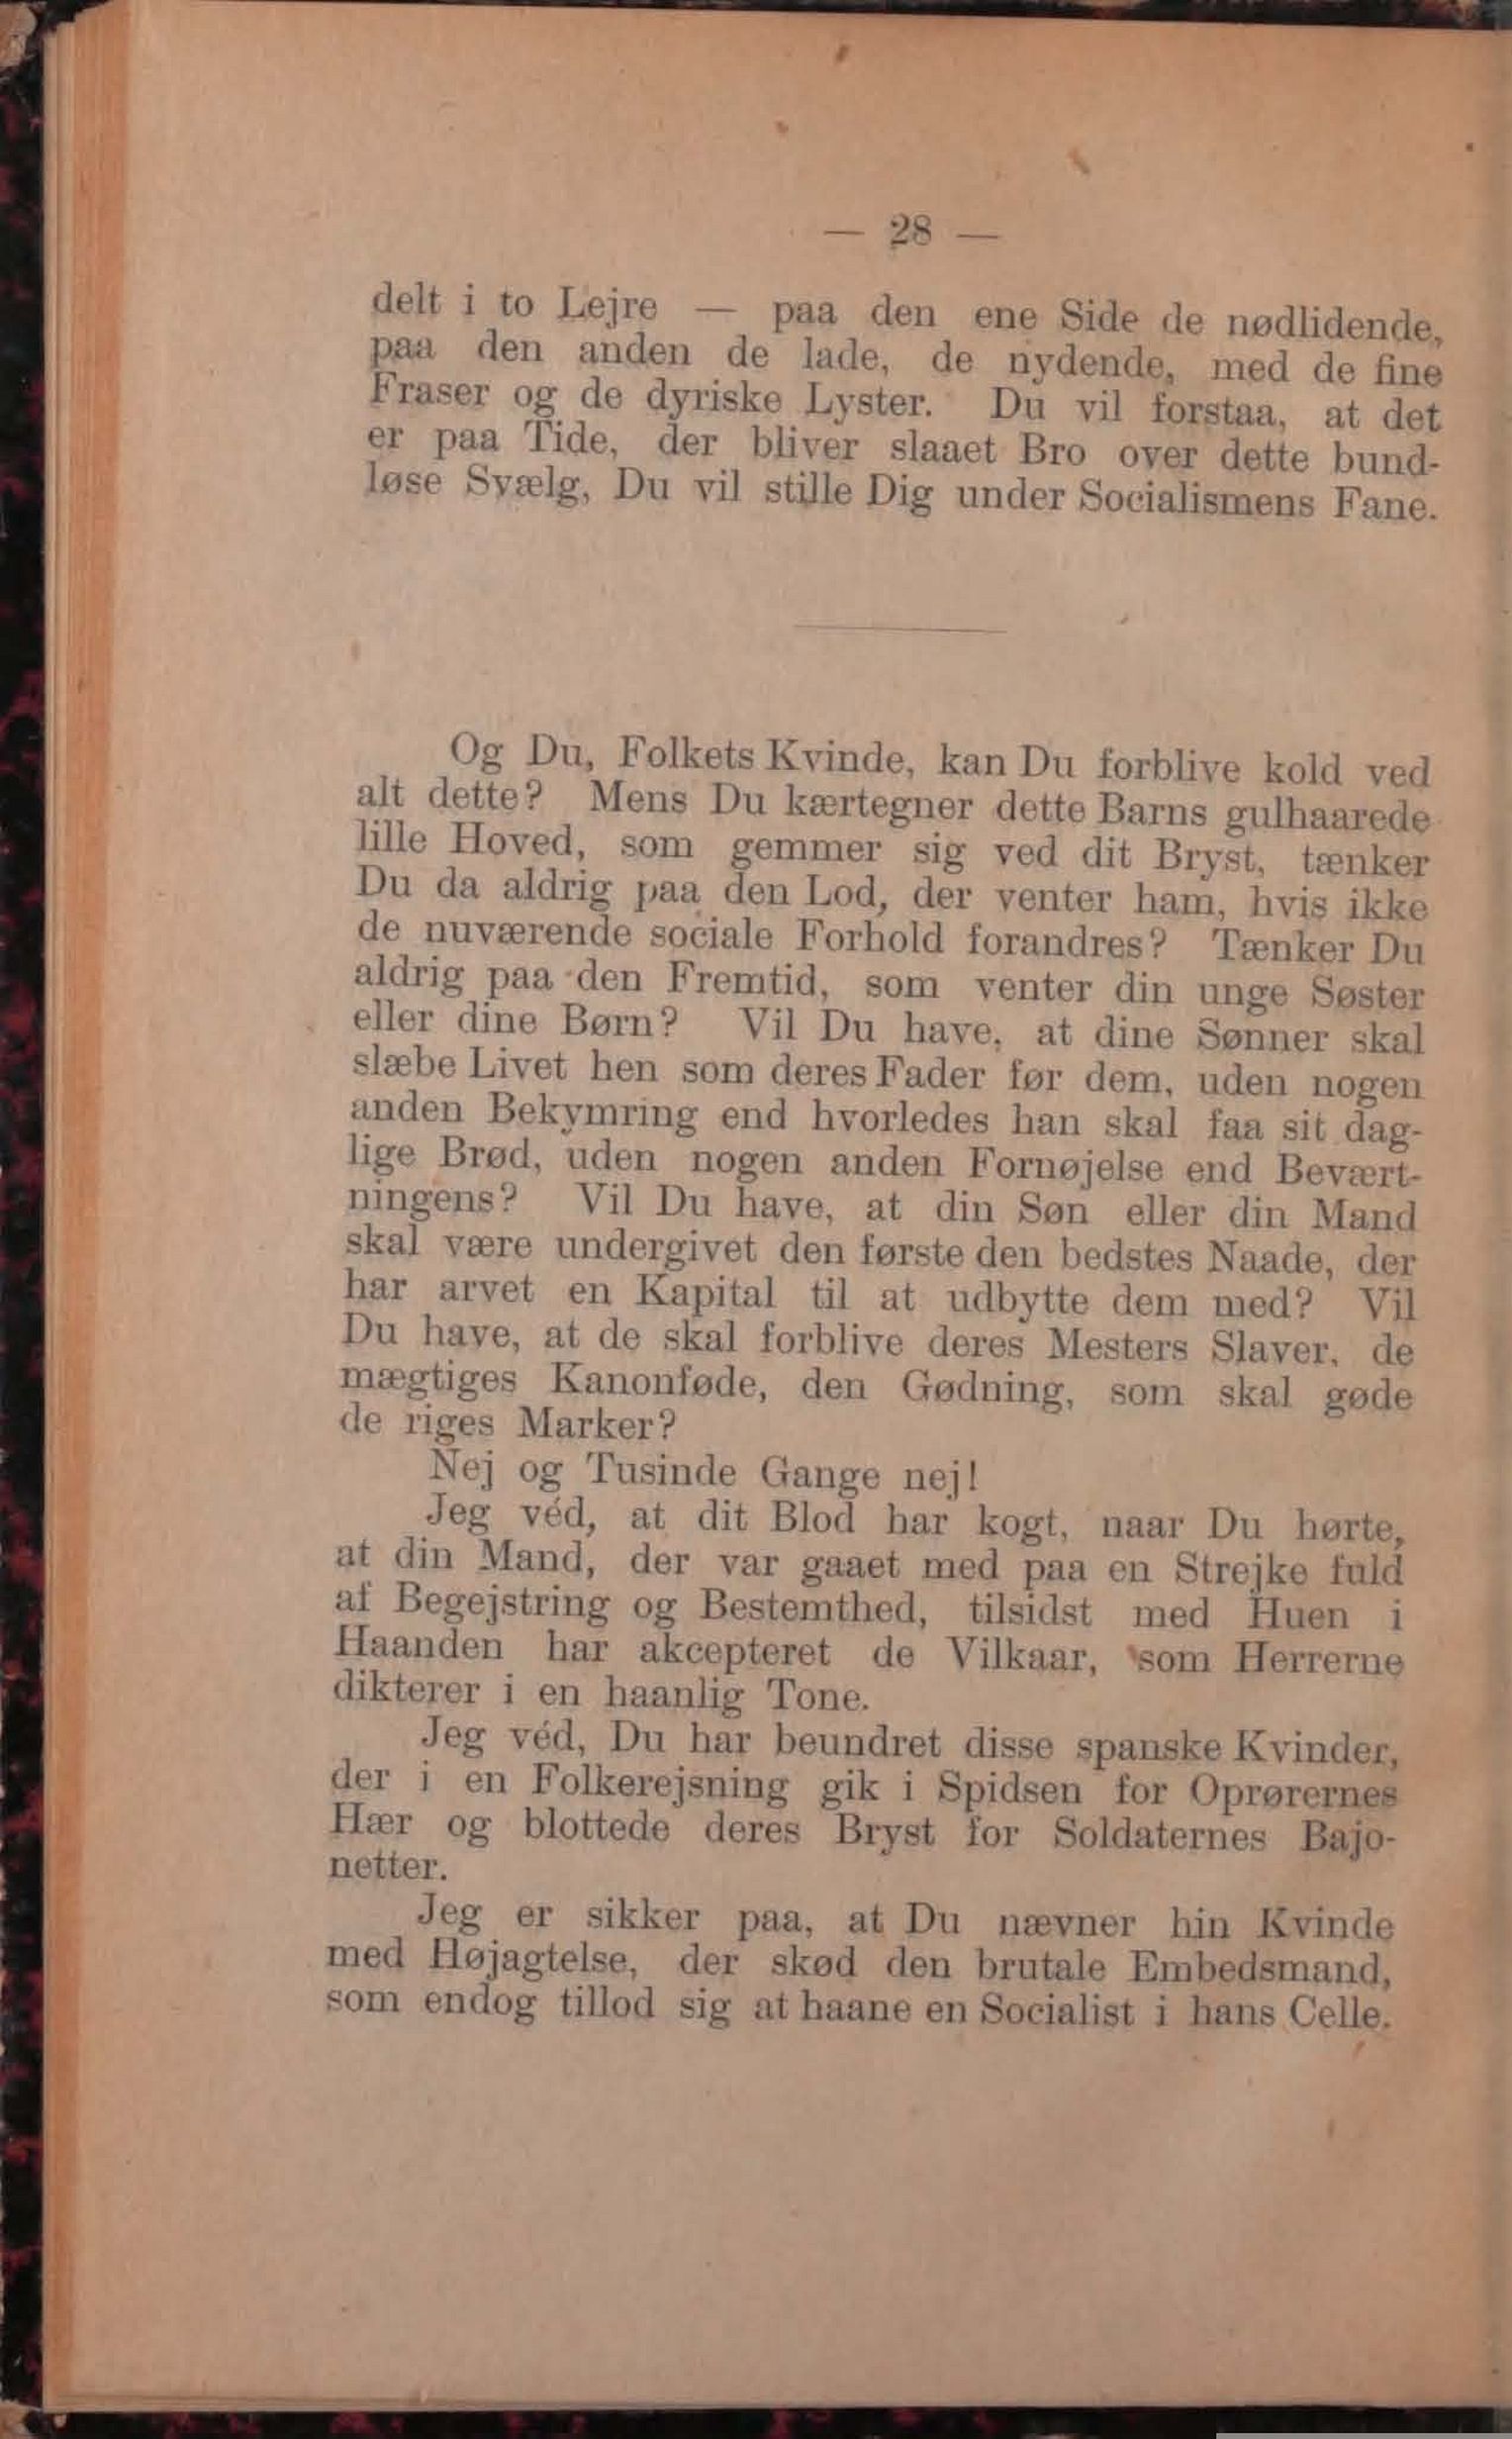 — 28 —
delt i to Lejre — paa den ene Side de nødlidende,
paa den anden de lade, de nydende, med de fine
Fraser og de dyriske Lyster. Du vil forstaa, at det
er paa Tide, der bliver slaaet Bro over dette bund-
løse Svælg, Du vil stille Dig under Socialismens Fane.
Og Du, Folkets Kvinde, kan Du forblive kold ved
alt dette? Mens Du kærtegner dette Barns gulhaarede
lille Hoved, som gemmer sig ved dit Bryst, tænker
Du da aldrig paa den Lod, der venter ham, hvis ikke
de nuværende sociale Forhold forandres? Tænker Du
aldrig paa den Fremtid, som venter din unge Søster
eller dine Børn? Vil Du have, at dine Sønner skal
slæbe Livet hen som deres Fader før dem, uden nogen
anden Bekymring end hvorledes han skal faa sit dag-
lige Brød, uden nogen anden Fornøjelse end Bevært-
ningens? Vil Du have, at din Søn eller din Mand
skal være undergivet den første den bedstes Naade, der
har arvet en Kapital til at udbytte dem med? Vil
Du have, at de skal forblive deres Mesters Slaver, de
mægtiges Kanonføde, den Gødning, som skal gøde
de riges Marker?
Nej og Tusinde Gange nej!
Jeg véd, at dit Blod har kogt, naar Du hørte,
at din Mand, der var gaaet med paa en Strejke fuld
af Begejstring og Bestemthed, tilsidst med Huen i
Haanden har akcepteret de Vilkaar, som Herrerne
dikterer i en haanlig Tone.
Jeg véd, Du har beundret disse spanske Kvinder,
der i en Folkerejsning gik i Spidsen for Oprørernes
Hær og blottede deres Bryst for Soldaternes Bajo-
netter.
Jeg er sikker paa, at Du nævner hin Kvinde
med Højagtelse, der skød den brutale Embedsmand,
som endog tillod sig at haane en Socialist i hans Celle.